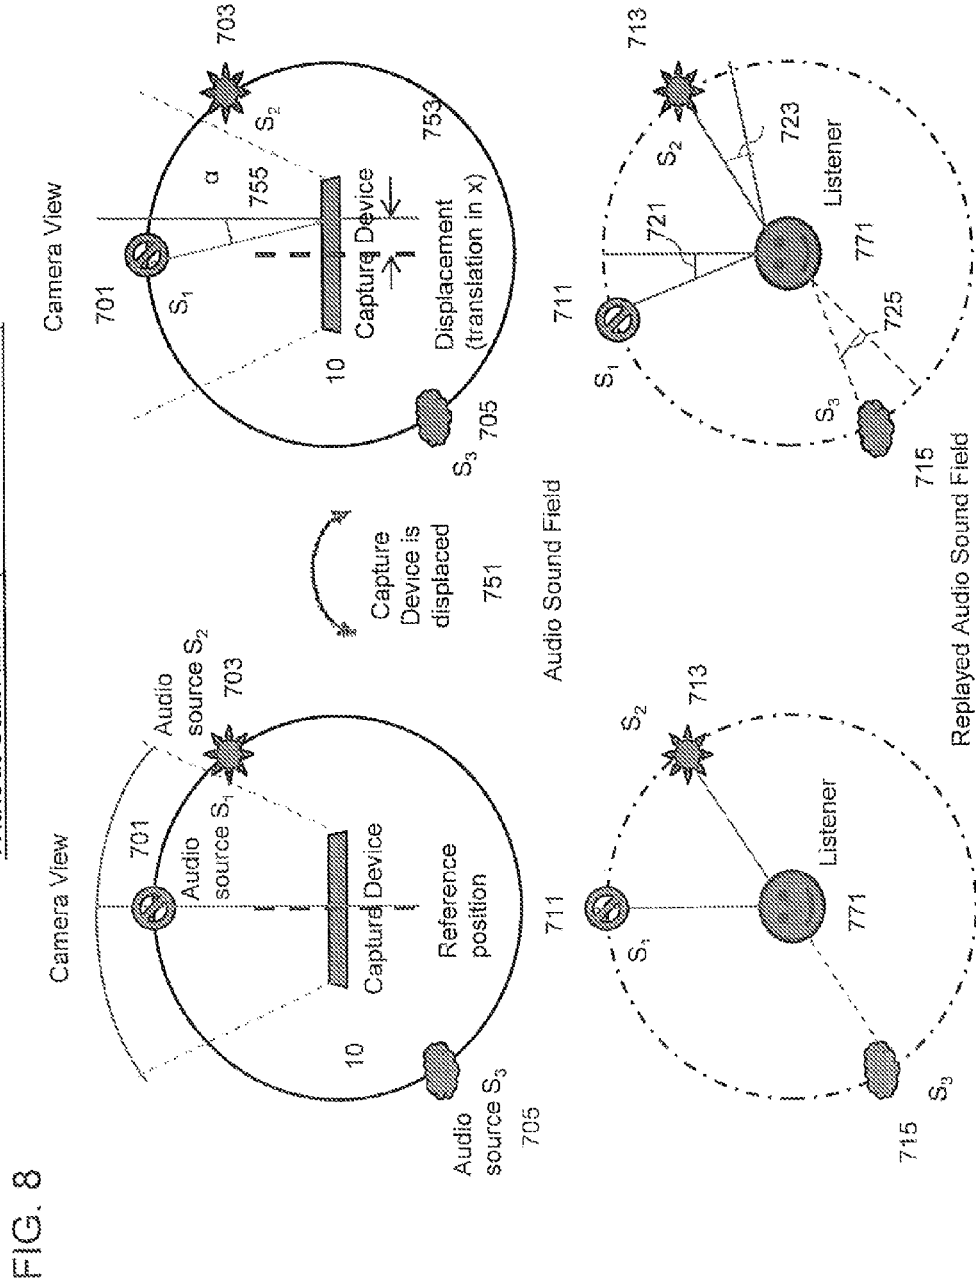 FIG. 8
Camera View
701
Audio
source S1
Audio
source S2
703
10
Capture Device
Reference
position
Audio
source S3
705
Capture
Device is
displaced
751
Camera View
701
S1
α
755
S2
703
10
Capture Device
Displacement
(translation in x)
753
S3
705
Audio Sound Field
711
S1
S2
713
Listener
771
715
S3
711
S1
721
S2
713
723
Listener
771
725
S3
715
Replayed Audio Sound Field